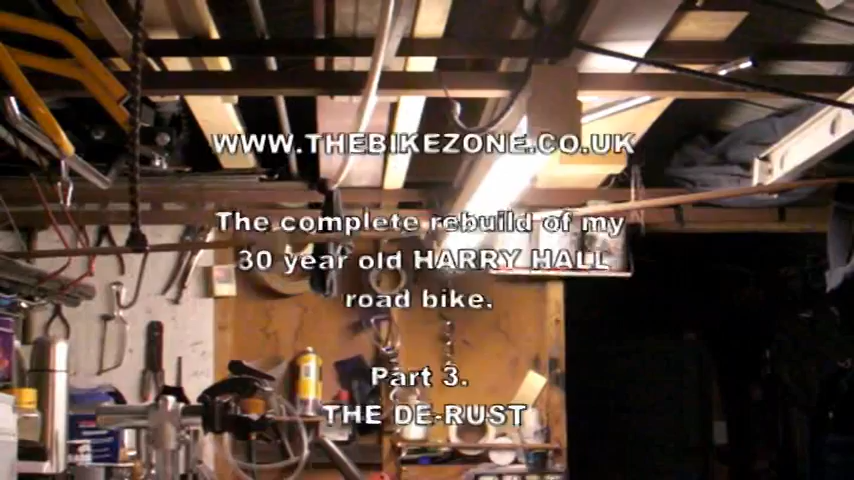 WWW.THEBIKEZONE.CO.UK
The complete rebuild of my
30 year old HARRY HALL
road bike.
Part 3.
THE DE-RUST